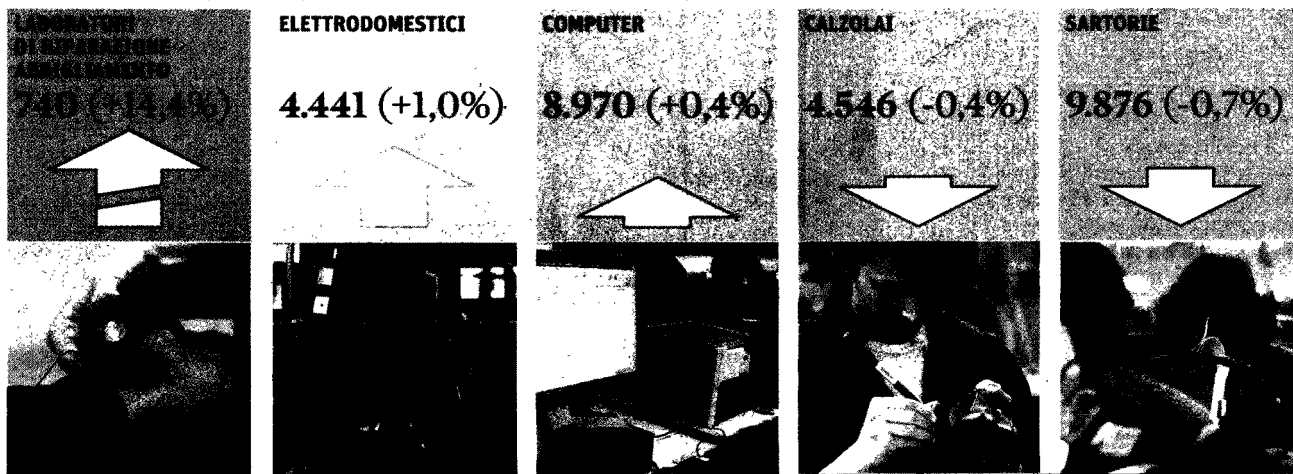 LABORATORI
DI RIPARAZIONE
ABBIGLIAMENTO
740 (+14,4%)
ELETTRODOMESTICI
4.441 (+1,0%)
COMPUTER
8.970 (+0,4%)
CALZOLAI
4.546 (-0,4%)
SARTORIE
9.876 (-0,7%)